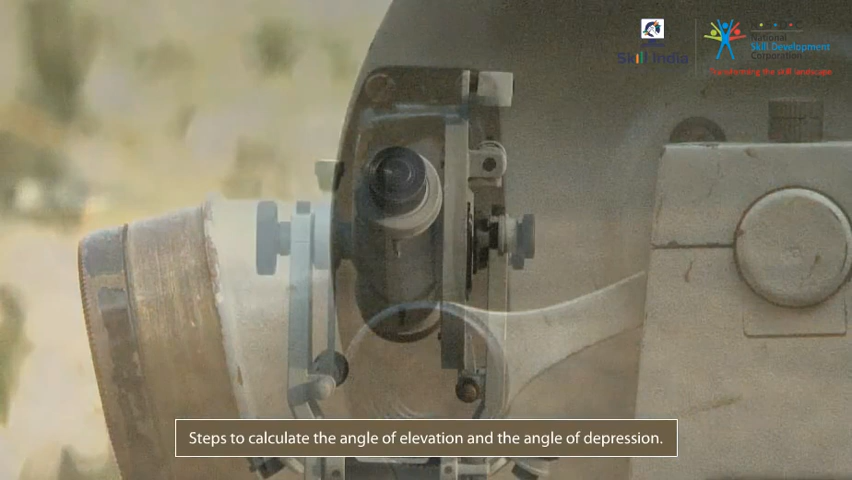 Skill India
National
Skill Development
Corporation
Transforming the skill landscape
Steps to calculate the angle of elevation and the angle of depression.